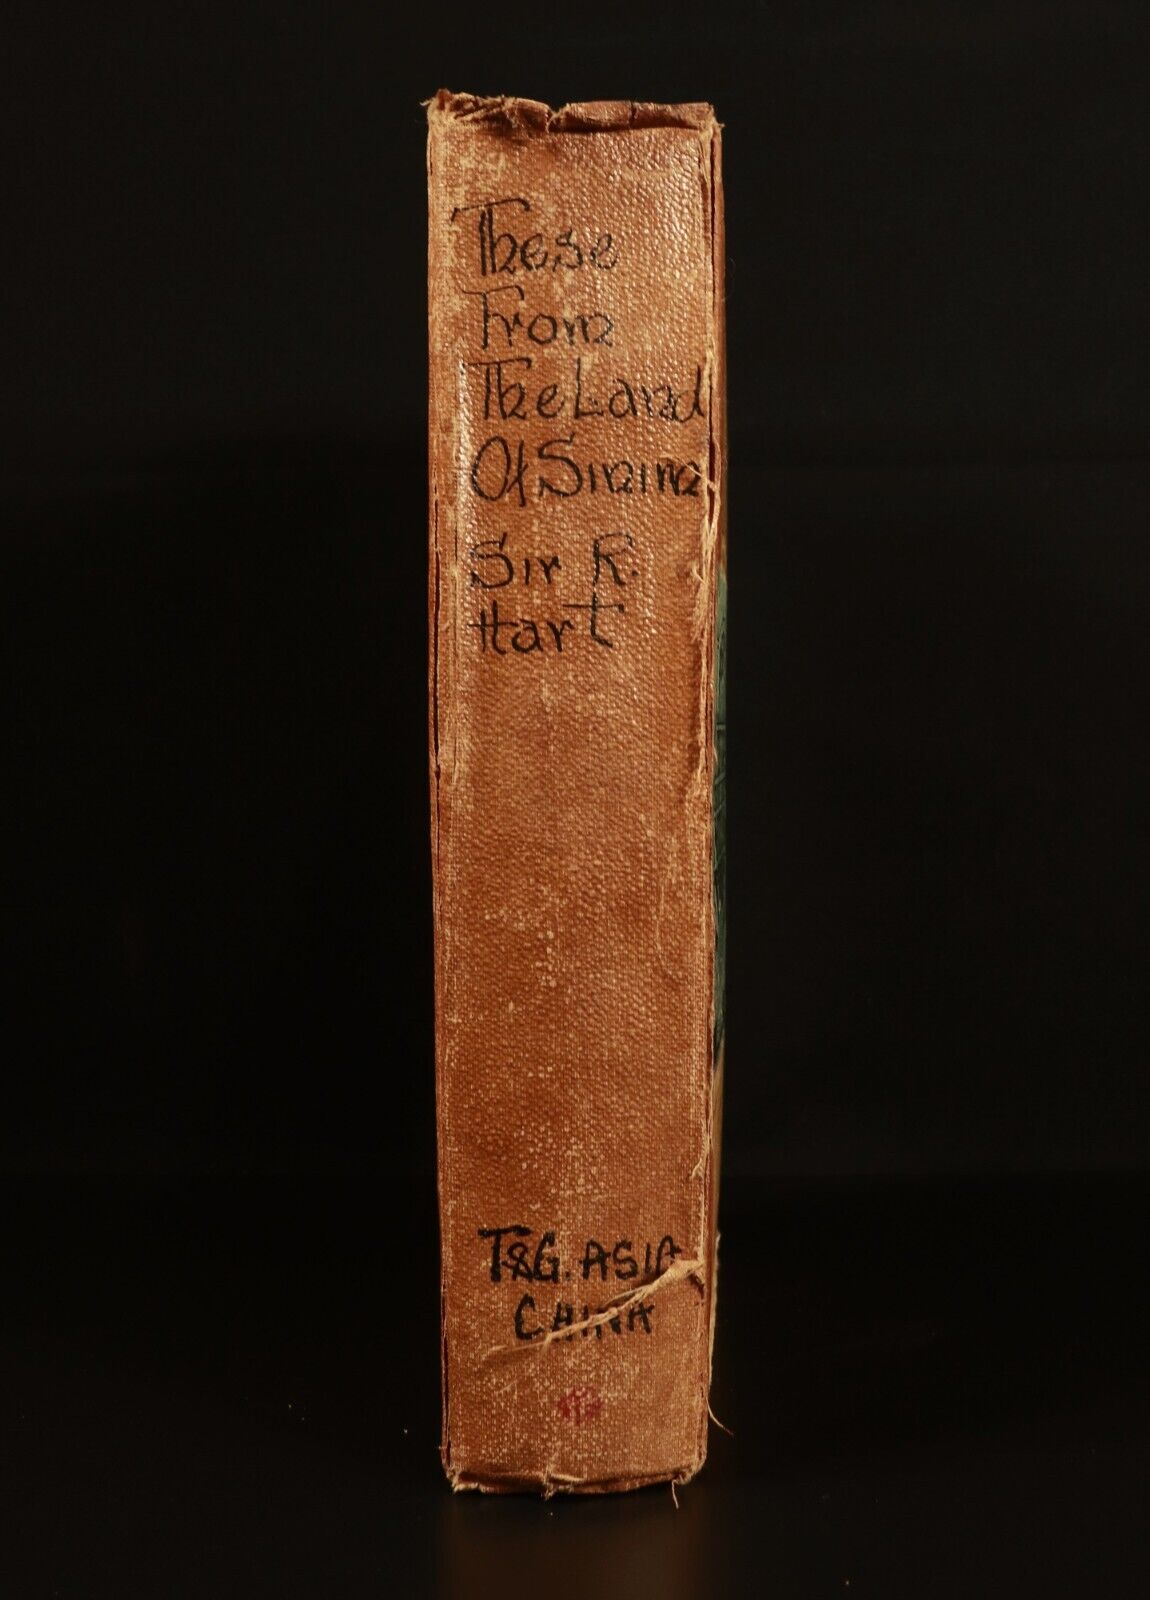 These
From
The Land
Of Sinim
Sir R.
Hart
T&G. ASIA
CHINA